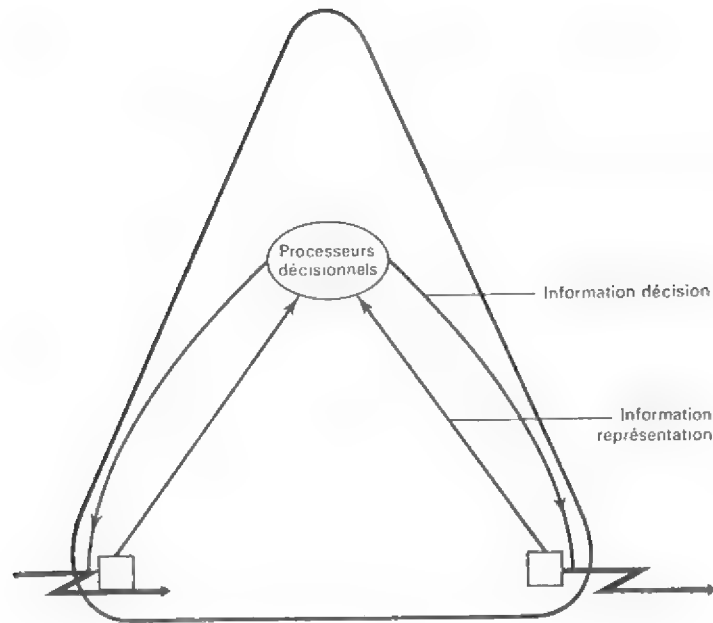 Processeurs
décisionnels
Information décision
Information
représentation